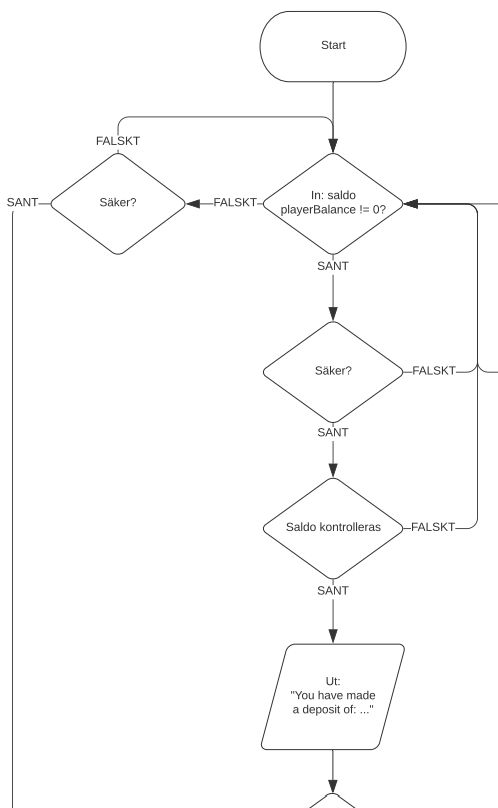 Start
FALSKT
SANT
Säker?
FALSKT
In: saldo
playerBalance != 0?
SANT
Säker?
FALSKT
SANT
Saldo kontrolleras
FALSKT
SANT
Ut:
"You have made
a deposit of: ..."